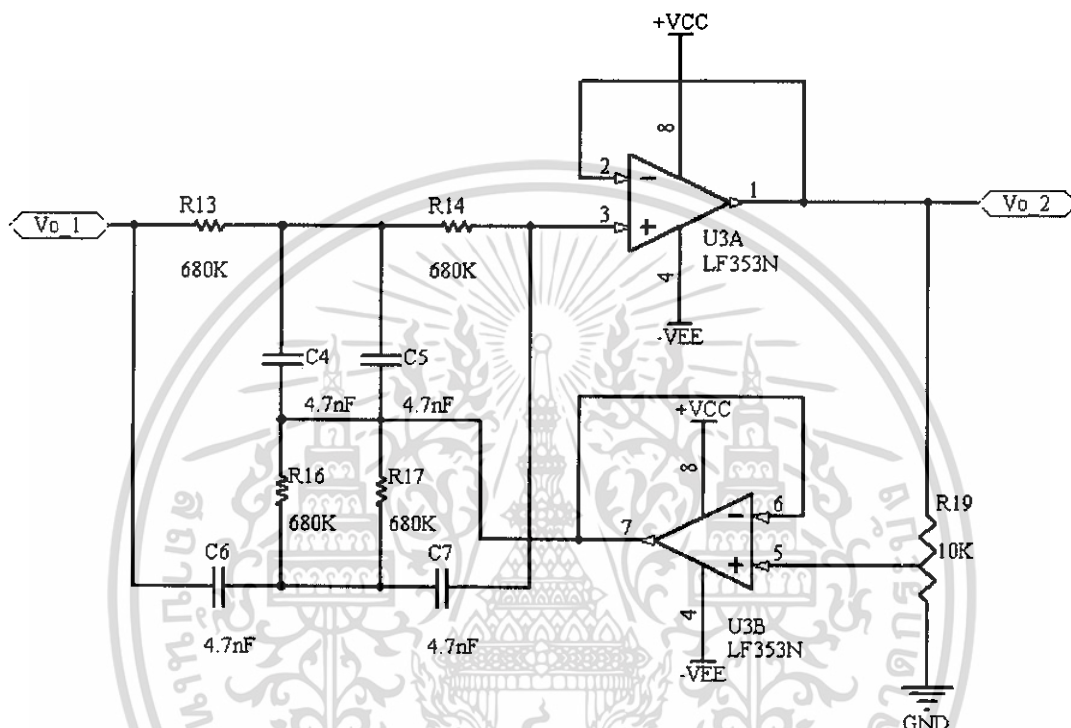 +VCC
8
2
1
Vo_1
R13
R14
3
Vo_2
U3A
LF353N
680K
680K
4
-VEE
C4
C5
4.7nF
4.7nF
+VCC
8
R16
R17
6
R19
680K
680K
7
5
10K
C6
C7
4
U3B
LF353N
4.7nF
4.7nF
-VEE
GND